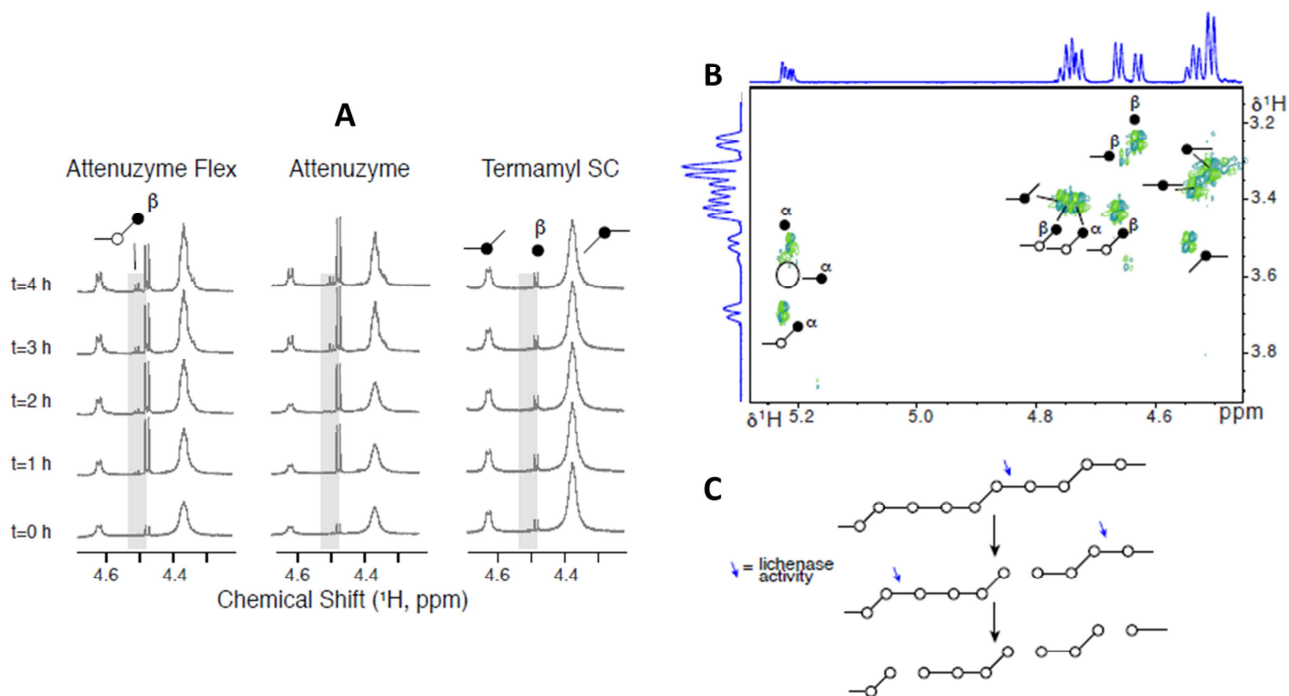 A
Attenuzyme Flex
Attenuzyme
Termamyl SC
β
β
t=4 h
t=3 h
t=2 h
t=1 h
t=0 h
4.6 4.4
4.6 4.4
4.6 4.4
Chemical Shift (¹H, ppm)
B
δ¹H
3.2
3.4
3.6
3.8
β
β
α
β
α
β
α
α
δ¹H
5.2 5.0 4.8 4.6 ppm
C
= lichenase
activity